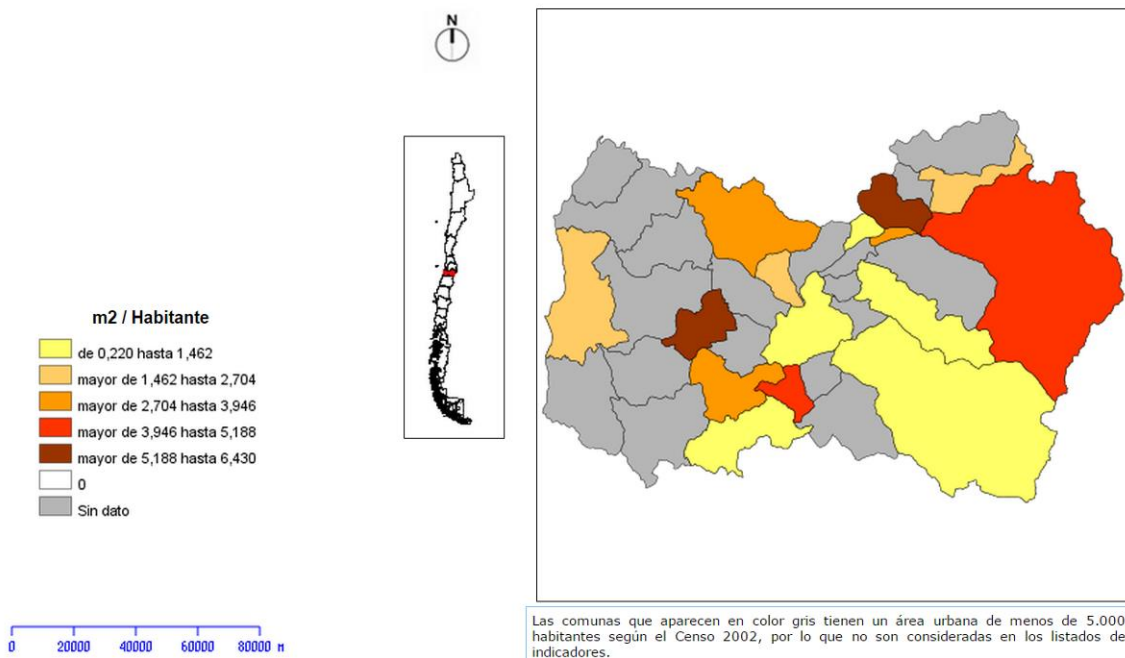 N
m2 / Habitante
de 0,220 hasta 1,462
mayor de 1,462 hasta 2,704
mayor de 2,704 hasta 3,946
mayor de 3,946 hasta 5,188
mayor de 5,188 hasta 6,430
0
Sin dato
0 20000 40000 60000 80000 m
Las comunas que aparecen en color gris tienen un área urbana de menos de 5.000
habitantes según el Censo 2002, por lo que no son consideradas en los listados de
indicadores.